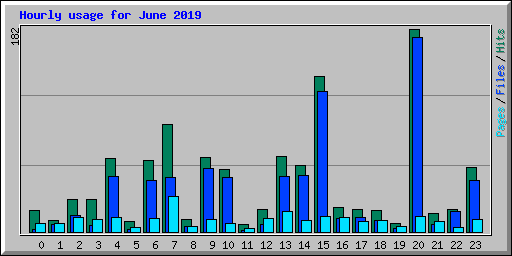 Hourly usage for June 2019
182
Pages / Files / Hits
0 1 2 3 4 5 6 7 8 9 10 11 12 13 14 15 16 17 18 19 20 21 22 23